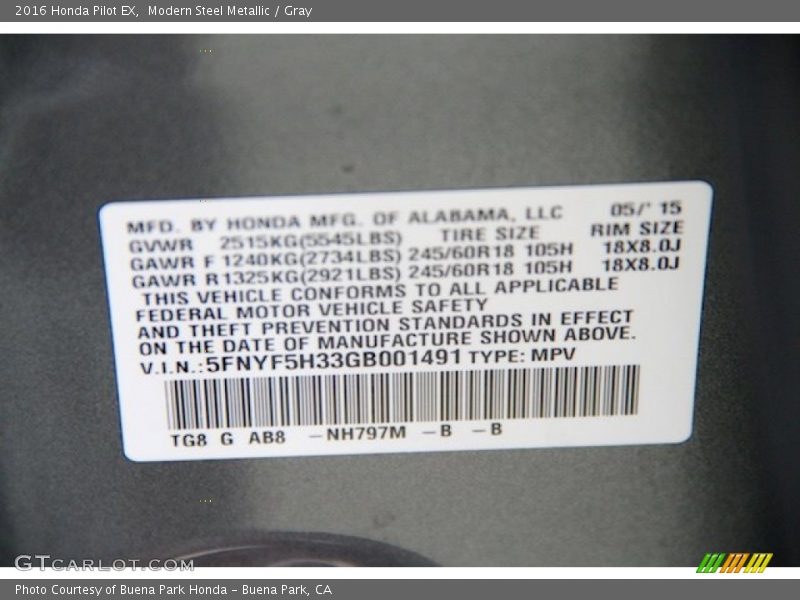 2016 Honda Pilot EX, Modern Steel Metallic / Gray
MFD. BY HONDA MFG. OF ALABAMA, LLC 05/' 15
GVWR 2515KG(5545LBS) TIRE SIZE RIM SIZE
GAWR F 1240KG(2734LBS) 245/60R18 105H 18X8.0J
GAWR R1325KG(2921LBS) 245/60R18 105H 18X8.0J
THIS VEHICLE CONFORMS TO ALL APPLICABLE
FEDERAL MOTOR VEHICLE SAFETY
AND THEFT PREVENTION STANDARDS IN EFFECT
ON THE DATE OF MANUFACTURE SHOWN ABOVE.
V.I.N.:5FNYF5H33GB001491 TYPE: MPV
TG8 G AB8 -NH797M -B -B
GTCARLOT.COM
Photo Courtesy of Buena Park Honda - Buena Park, CA